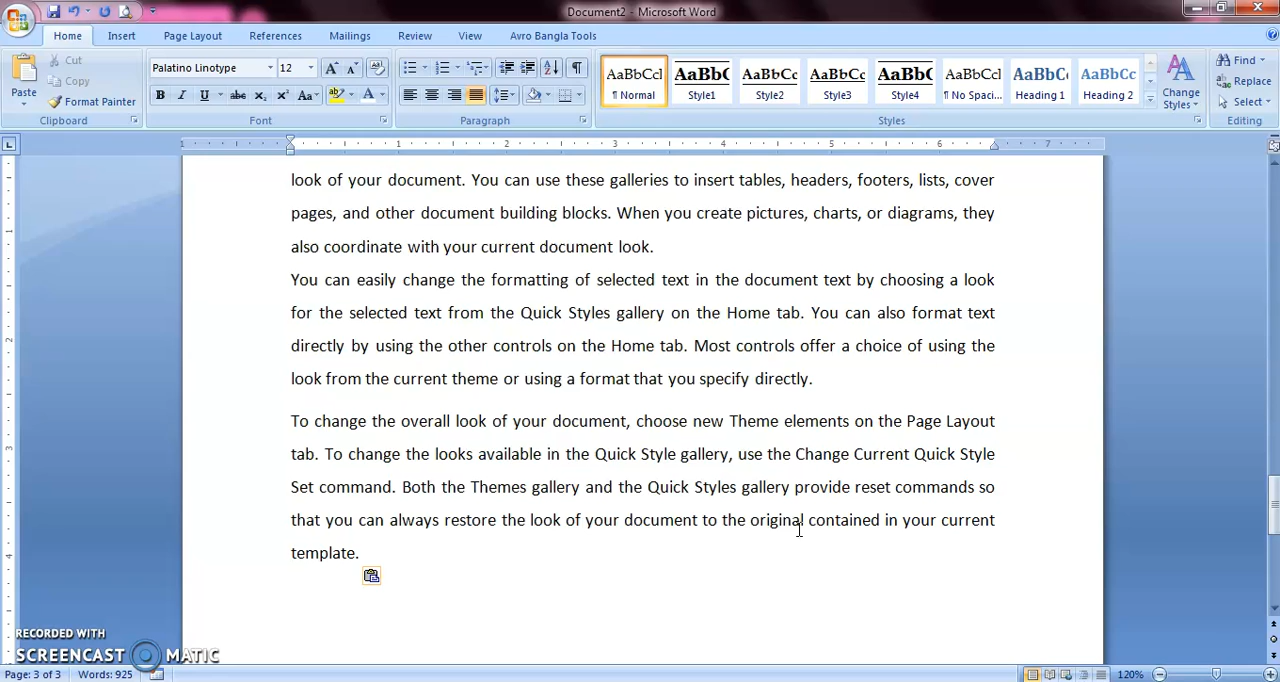 Document2 - Microsoft Word
Home Insert Page Layout References Mailings Review View Avro Bangla Tools
Paste
Cut
Copy
Format Painter
Clipboard
Palatino Linotype 12
Font
Paragraph
AaBbCcI AaBbC AaBbCc AaBbCc AaBbC AaBbCcI AaBbC AaBbCc
¶ Normal Style1 Style2 Style3 Style4 ¶ No Spaci... Heading 1 Heading 2
Change
Styles
Styles
Find
Replace
Select
Editing
1 1 2 3 4 5 6 7
look of your document. You can use these galleries to insert tables, headers, footers, lists, cover
pages, and other document building blocks. When you create pictures, charts, or diagrams, they
also coordinate with your current document look.
You can easily change the formatting of selected text in the document text by choosing a look
for the selected text from the Quick Styles gallery on the Home tab. You can also format text
directly by using the other controls on the Home tab. Most controls offer a choice of using the
look from the current theme or using a format that you specify directly.
To change the overall look of your document, choose new Theme elements on the Page Layout
tab. To change the looks available in the Quick Style gallery, use the Change Current Quick Style
Set command. Both the Themes gallery and the Quick Styles gallery provide reset commands so
that you can always restore the look of your document to the original contained in your current
template.
RECORDED WITH
SCREENCAST MATIC
Page: 3 of 3 Words: 925 120%